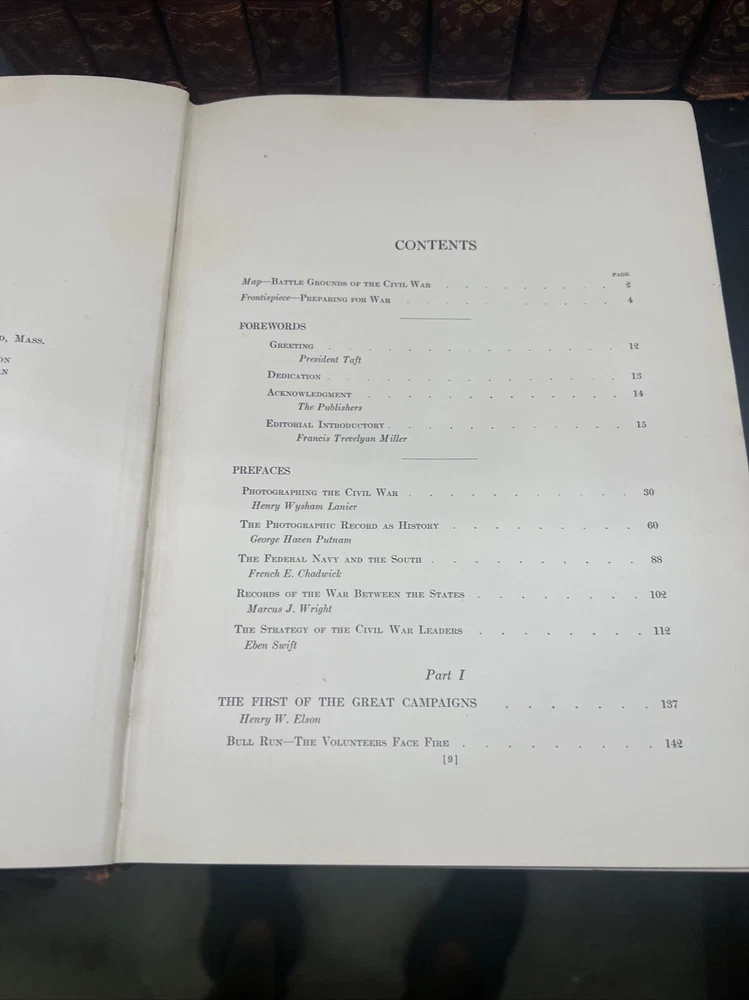 D, MASS.
ON
N
CONTENTS
PAGE
Map—BATTLE GROUNDS OF THE CIVIL WAR . . . . . . . . 2
Frontispiece—PREPARING FOR WAR . . . . . . . . . . 4
FOREWORDS
GREETING . . . . . . . . . . . . 12
President Taft
DEDICATION . . . . . . . . . . . . 13
ACKNOWLEDGMENT . . . . . . . . . . 14
The Publishers
EDITORIAL INTRODUCTORY . . . . . . . . . 15
Francis Trevelyan Miller
PREFACES
PHOTOGRAPHING THE CIVIL WAR . . . . . . . . . 30
Henry Wysham Lanier
THE PHOTOGRAPHIC RECORD AS HISTORY . . . . . . . 60
George Haven Putnam
THE FEDERAL NAVY AND THE SOUTH . . . . . . . . 88
French E. Chadwick
RECORDS OF THE WAR BETWEEN THE STATES . . . . . . 102
Marcus J. Wright
THE STRATEGY OF THE CIVIL WAR LEADERS . . . . . . 112
Eben Swift
Part I
THE FIRST OF THE GREAT CAMPAIGNS . . . . . . 137
Henry W. Elson
BULL RUN—THE VOLUNTEERS FACE FIRE . . . . . . . . 142
[9]